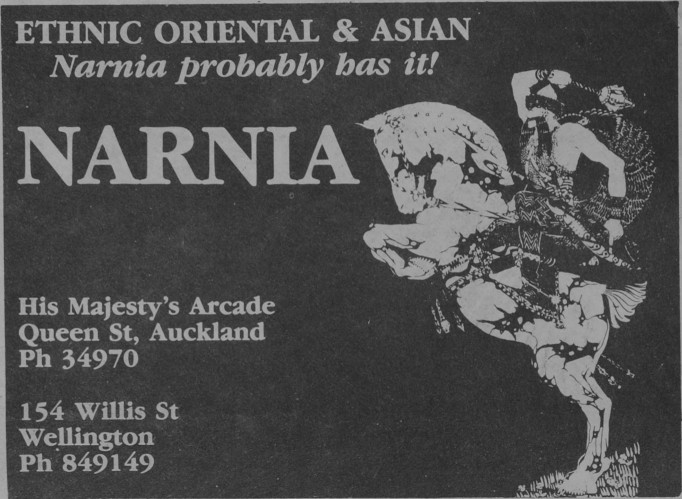 ETHNIC ORIENTAL & ASIAN
Narnia probably has it!
NARNIA
His Majesty's Arcade
Queen St, Auckland
Ph 34970
154 Willis St
Wellington
Ph 849149